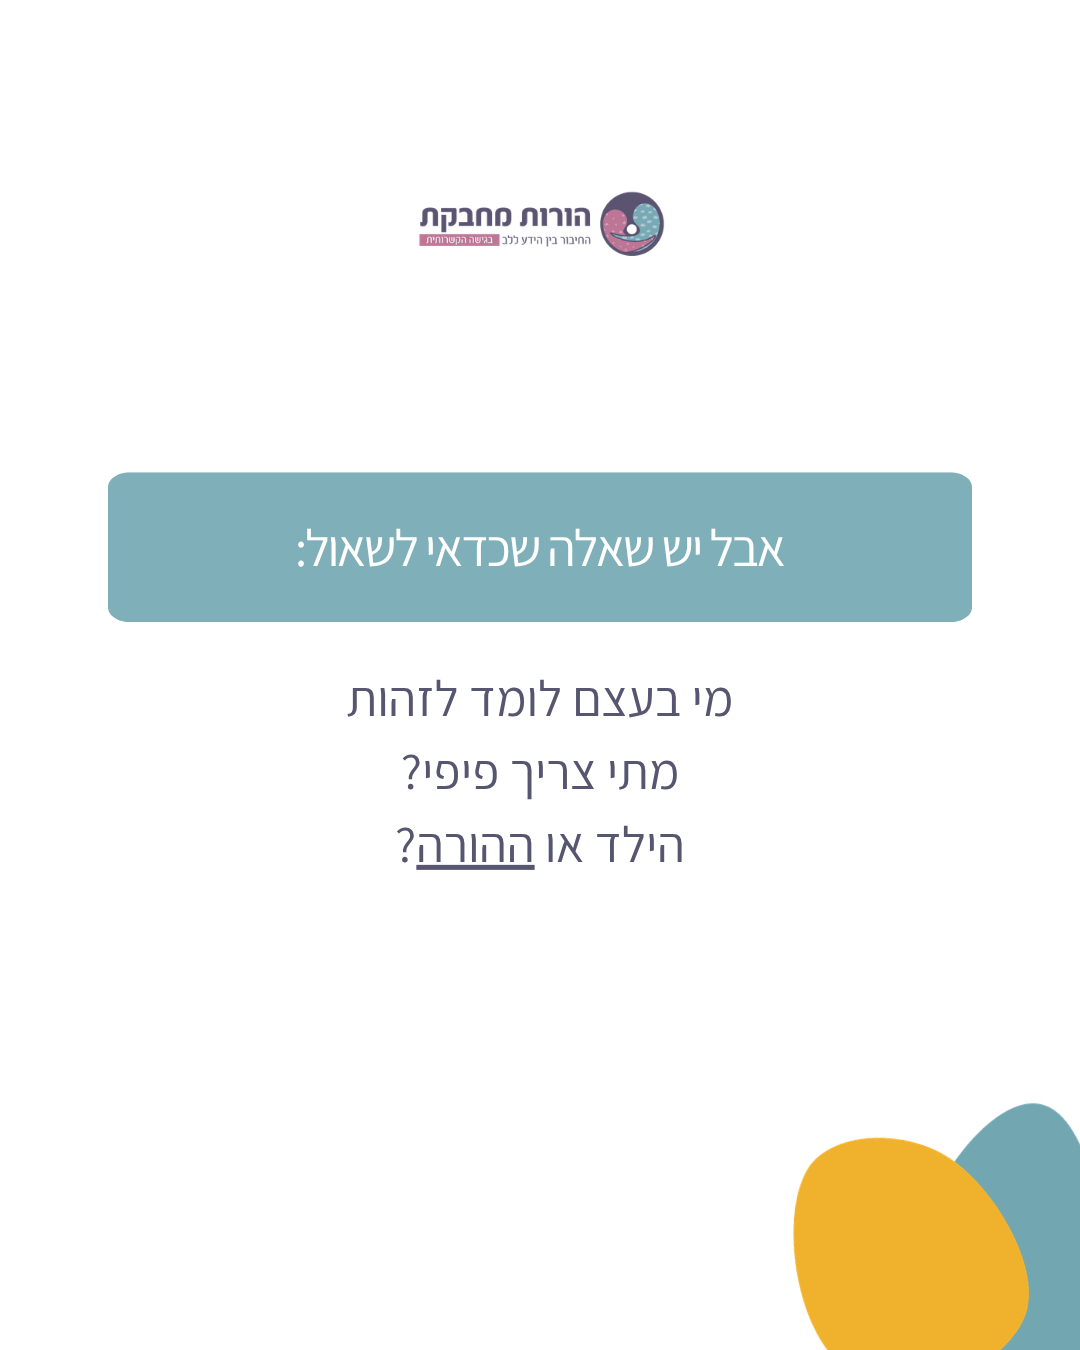 הורות מחבקת
החיבור בין הידע ללב בגישה הקשרותית
אבל יש שאלה שכדאי לשאול:
מי בעצם לומד לזהות
מתי צריך פיפי?
הילד או ההורה?